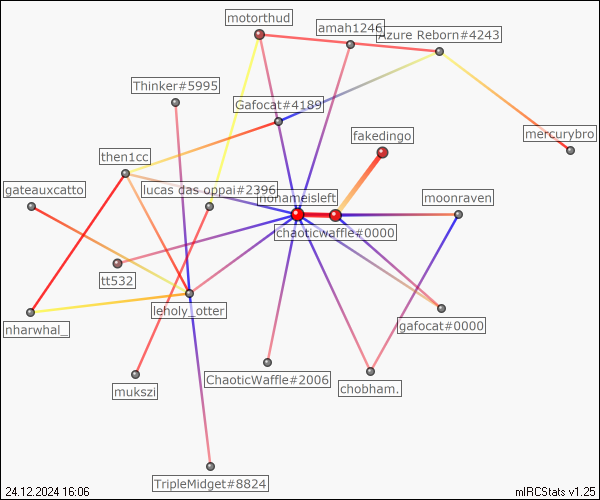 motorthud
amah1246
Azure Reborn#4243
Thinker#5995
Gafocat#4189
fakedingo
mercurybro
then1cc
gateauxcatto
lucas das oppai#2396
nonameisleft
moonraven
chaoticwaffle#0000
tt532
leholy_otter
gafocat#0000
nharwhal_
mukszi
ChaoticWaffle#2006
chobham.
TripleMidget#8824
24.12.2024 16:06
mIRCStats v1.25